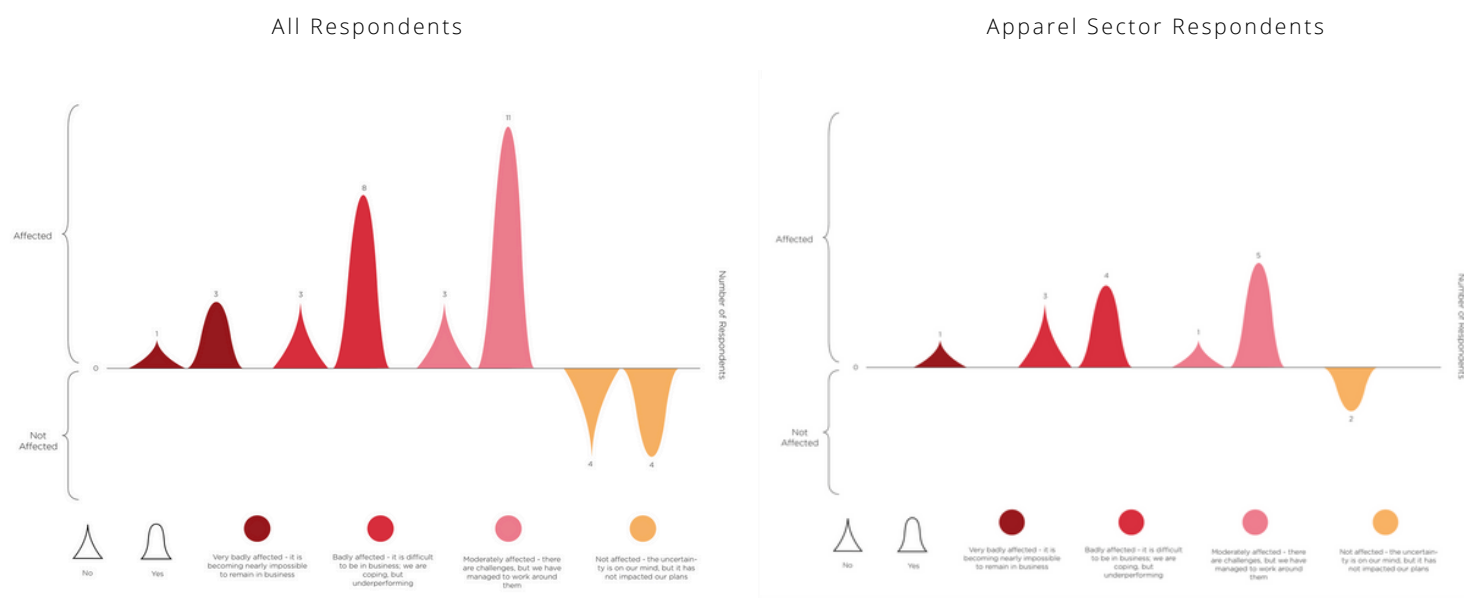 All Respondents
11
8
3
3
3
1
Affected
0
Number of Respondents
Not
Affected
4
4
No
Yes
Very badly affected - it is
becoming nearly impossible
to remain in business
Badly affected - it is difficult
to be in business; we are
coping, but
underperforming
Moderately affected - there
are challenges, but we have
managed to work around
them
Not affected - the uncertain-
ty is on our mind, but it has
not impacted our plans
Apparel Sector Respondents
5
4
3
1
1
Affected
0
Number of Respondents
Not
Affected
2
No
Yes
Very badly affected - it is
becoming nearly impossible
to remain in business
Badly affected - it is difficult
to be in business; we are
coping, but
underperforming
Moderately affected - there
are challenges, but we have
managed to work around
them
Not affected - the uncertain-
ty is on our mind, but it has
not impacted our plans